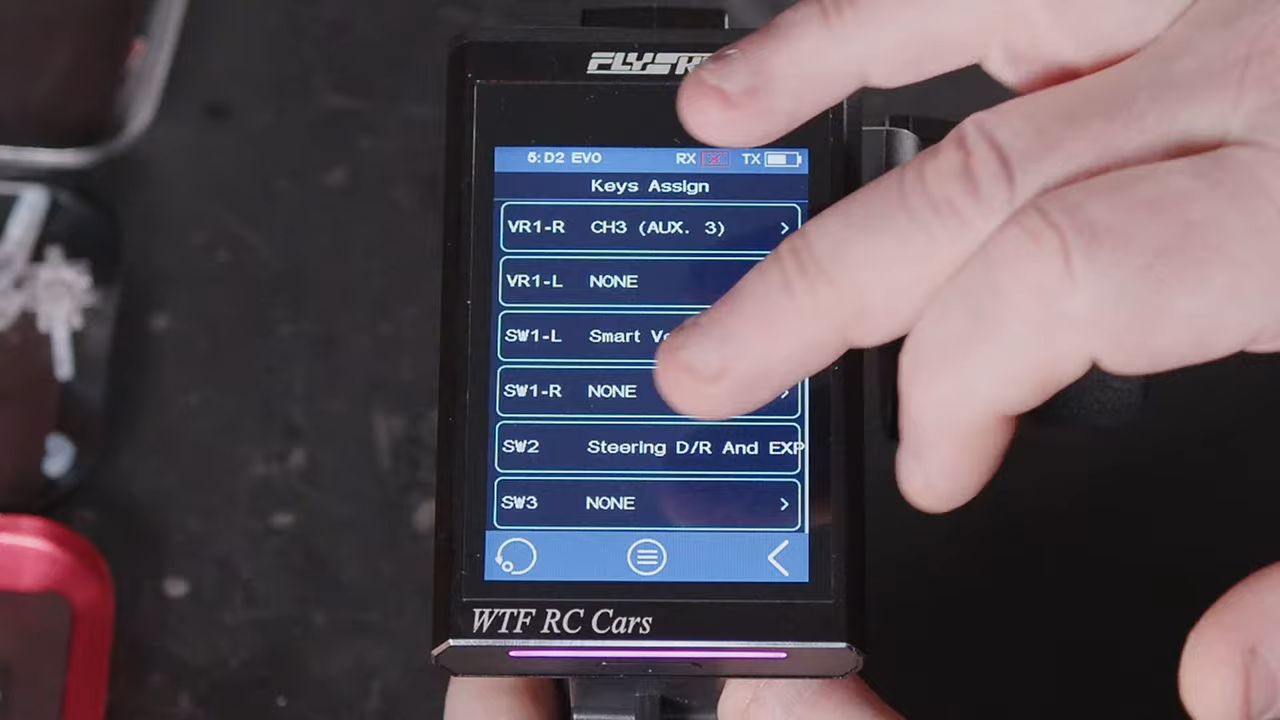 5: D2 EVO RX TX
Keys Assign
VR1-R CH3 (AUX. 3)
VR1-L NONE
SW1-L Smart
SW1-R NONE
SW2 Steering D/R And EXP
SW3 NONE
WTF RC Cars